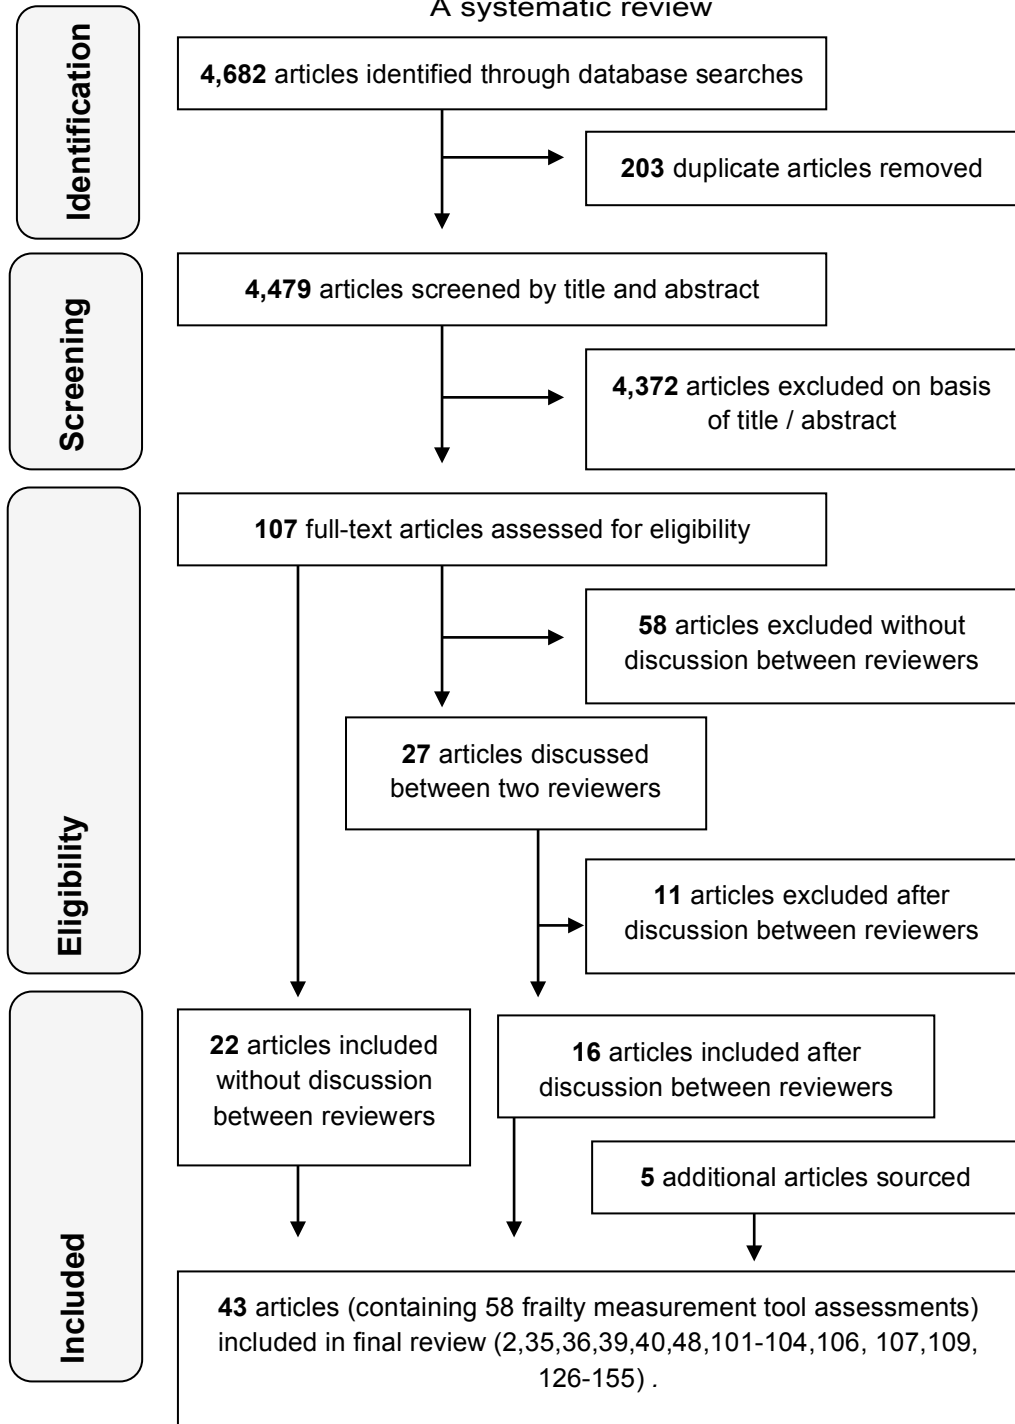 A systematic review
Identification
4,682 articles identified through database searches
203 duplicate articles removed
Screening
4,479 articles screened by title and abstract
4,372 articles excluded on basis
of title / abstract
Eligibility
107 full-text articles assessed for eligibility
58 articles excluded without
discussion between reviewers
27 articles discussed
between two reviewers
11 articles excluded after
discussion between reviewers
Included
22 articles included
without discussion
between reviewers
16 articles included after
discussion between reviewers
5 additional articles sourced
43 articles (containing 58 frailty measurement tool assessments)
included in final review (2,35,36,39,40,48,101-104,106, 107,109,
126-155) .